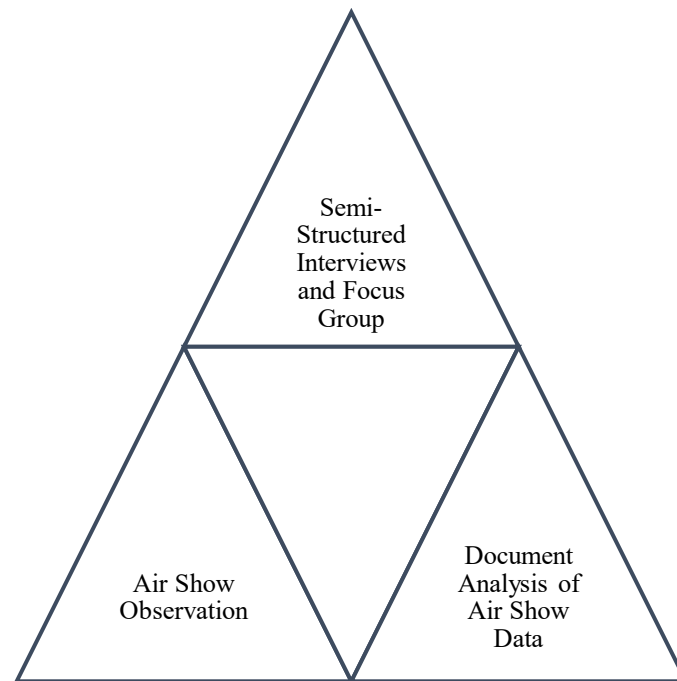 Semi-
Structured
Interviews
and Focus
Group
Air Show
Observation
Document
Analysis of
Air Show
Data